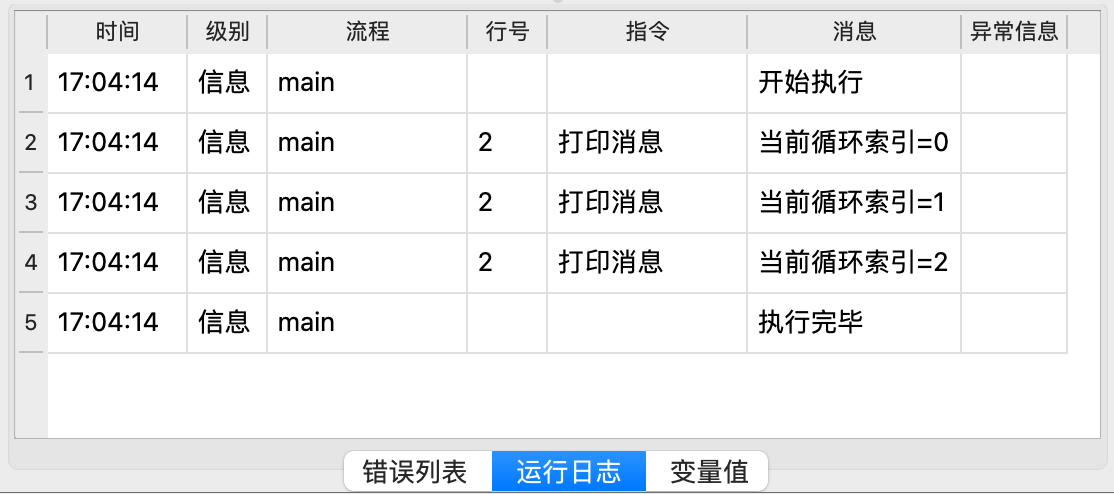 时间 级别 流程 行号 指令 消息 异常信息
1 17:04:14 信息 main 开始执行
2 17:04:14 信息 main 2 打印消息 当前循环索引=0
3 17:04:14 信息 main 2 打印消息 当前循环索引=1
4 17:04:14 信息 main 2 打印消息 当前循环索引=2
5 17:04:14 信息 main 执行完毕
错误列表 运行日志 变量值